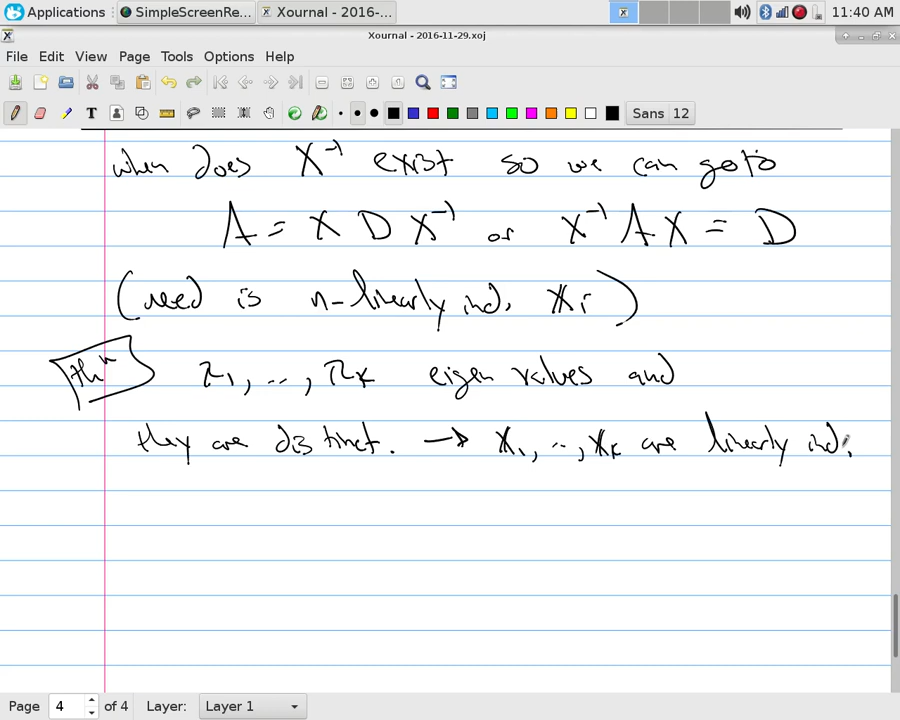 Applications SimpleScreenRe... Xournal - 2016-... 11:40 AM
Xournal - 2016-11-29.xoj
File Edit View Page Tools Options Help
Sans 12
when does X⁻¹ exist so we can go to
A = X D X⁻¹ or X⁻¹ A X = D
(need is n-linearly ind. 𝕩ᵢ)
thᵐ λ₁, ..., λₖ eigen values and
they are distinct. → 𝕩₁, ..., 𝕩ₖ are linearly ind.
Page 4 of 4 Layer: Layer 1